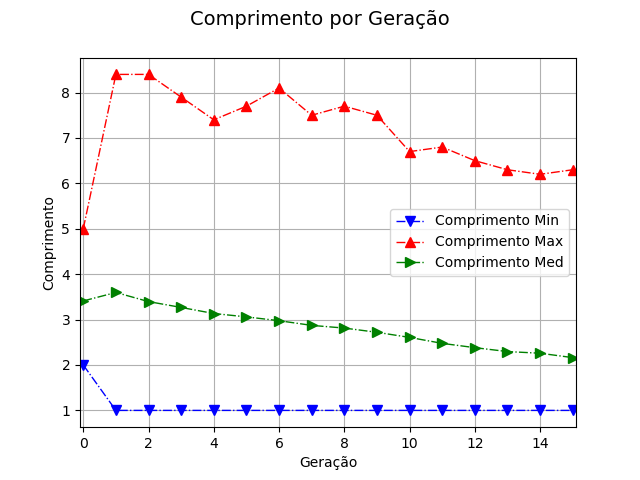 Comprimento por Geração
Comprimento
8
7
6
5
4
3
2
1
Comprimento Min
Comprimento Max
Comprimento Med
0 2 4 6 8 10 12 14
Geração